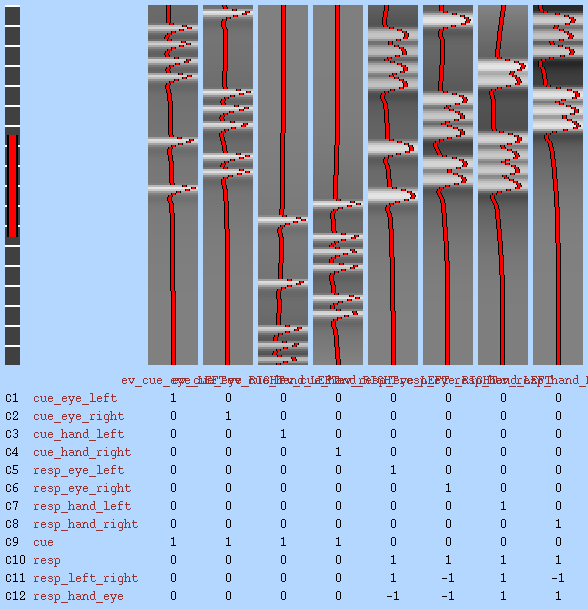 C1 cue_eye_left 1 0 0 0 0 0 0 0
C2 cue_eye_right 0 1 0 0 0 0 0 0
C3 cue_hand_left 0 0 1 0 0 0 0 0
C4 cue_hand_right 0 0 0 1 0 0 0 0
C5 resp_eye_left 0 0 0 0 1 0 0 0
C6 resp_eye_right 0 0 0 0 0 1 0 0
C7 resp_hand_left 0 0 0 0 0 0 1 0
C8 resp_hand_right 0 0 0 0 0 0 0 1
C9 cue 1 1 1 1 0 0 0 0
C10 resp 0 0 0 0 1 1 1 1
C11 resp_left_right 0 0 0 0 1 -1 1 -1
C12 resp_hand_eye 0 0 0 0 -1 -1 1 1